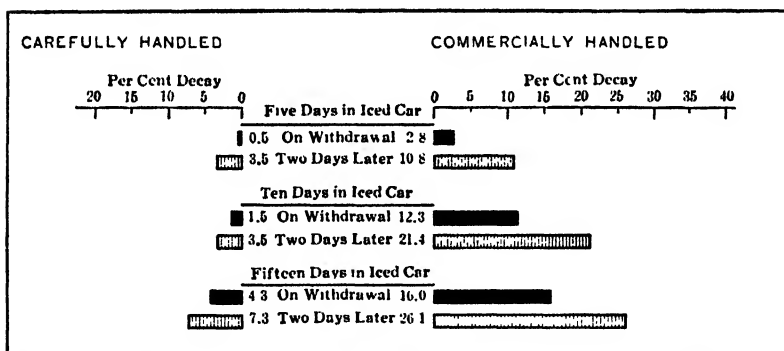 CAREFULLY HANDLED COMMERCIALLY HANDLED
Per Cent Decay Per Cent Decay
20 15 10 5 0 0 5 10 15 20 25 30 35 40
Five Days in Iced Car
0.5 On Withdrawal 2 8
3.5 Two Days Later 10 8
Ten Days in Iced Car
1.5 On Withdrawal 12.3
3.5 Two Days Later 21.4
Fifteen Days in Iced Car
4 3 On Withdrawal 16.0
7.3 Two Days Later 26 1